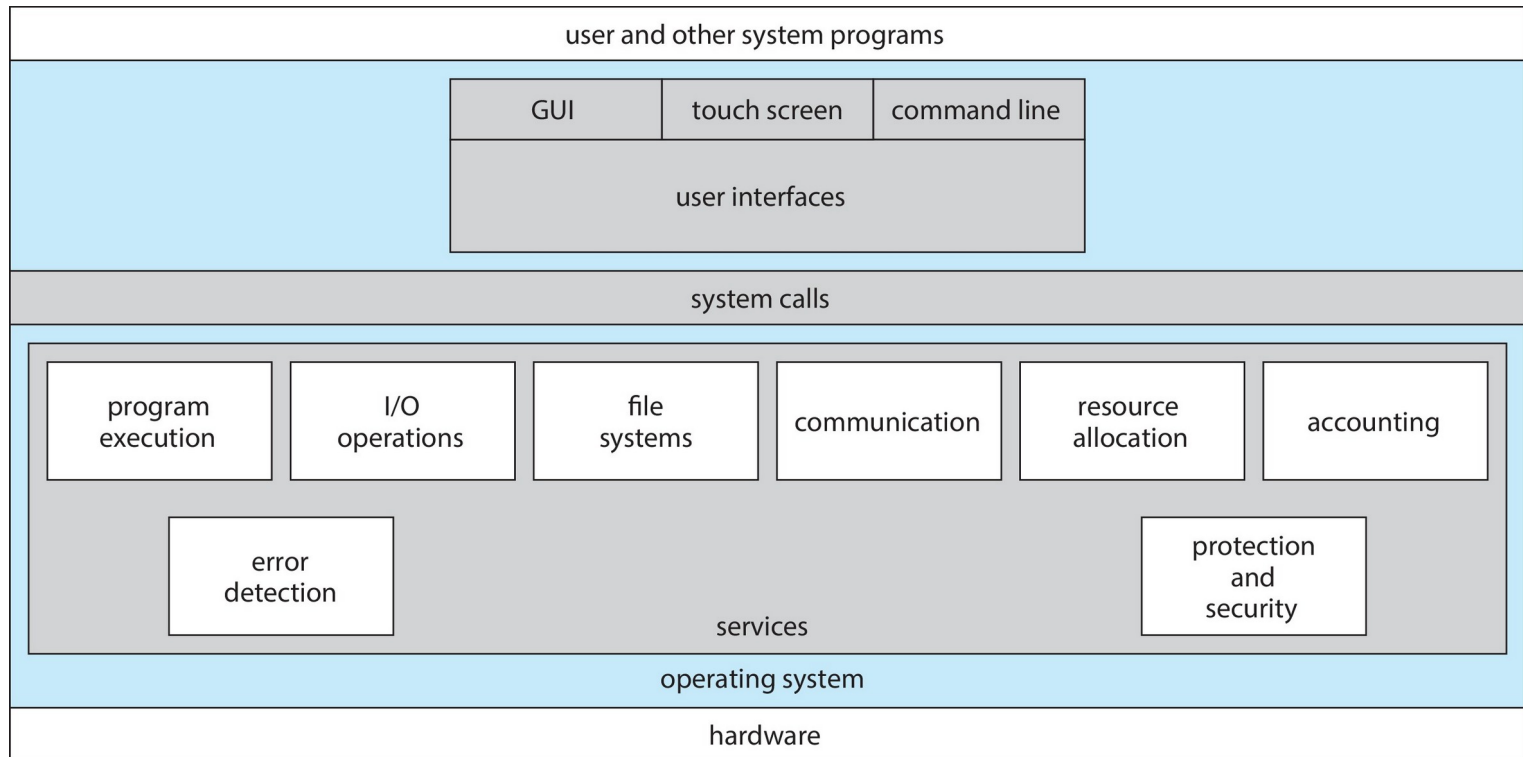 user and other system programs
GUI
touch screen
command line
user interfaces
system calls
program
execution
I/O
operations
file
systems
communication
resource
allocation
accounting
error
detection
protection
and
security
services
operating system
hardware